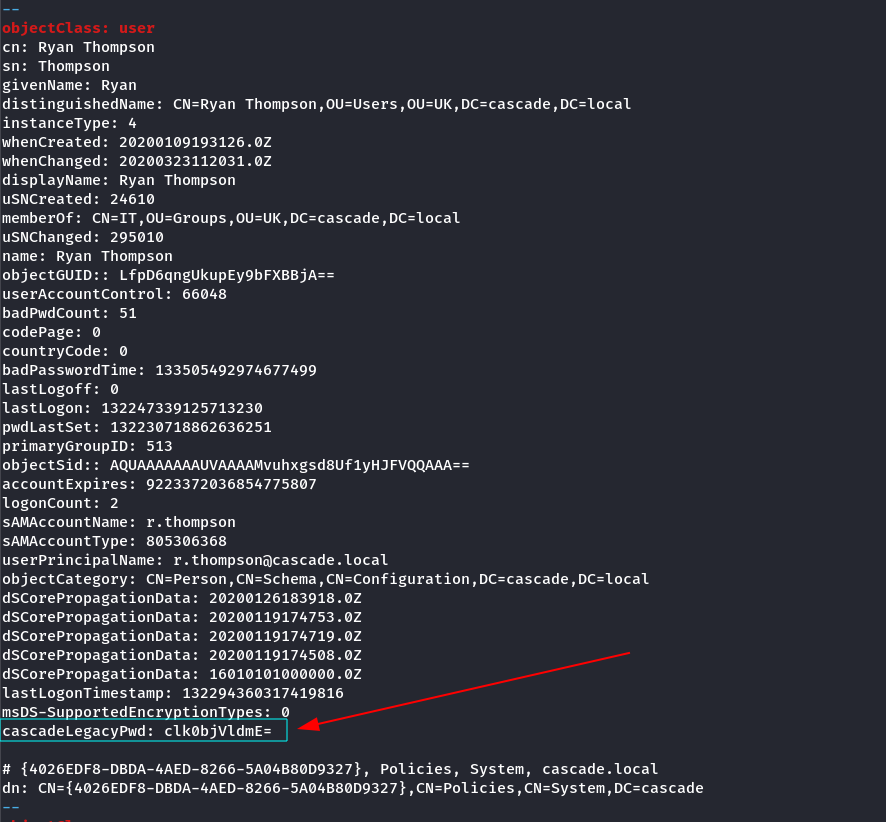 --
objectClass: user
cn: Ryan Thompson
sn: Thompson
givenName: Ryan
distinguishedName: CN=Ryan Thompson,OU=Users,OU=UK,DC=cascade,DC=local
instanceType: 4
whenCreated: 20200109193126.0Z
whenChanged: 20200323112031.0Z
displayName: Ryan Thompson
uSNCreated: 24610
memberOf: CN=IT,OU=Groups,OU=UK,DC=cascade,DC=local
uSNChanged: 295010
name: Ryan Thompson
objectGUID:: LfpD6qngUkupEy9bFXBBjA==
userAccountControl: 66048
badPwdCount: 51
codePage: 0
countryCode: 0
badPasswordTime: 133505492974677499
lastLogoff: 0
lastLogon: 132247339125713230
pwdLastSet: 132230718862636251
primaryGroupID: 513
objectSid:: AQUAAAAAAAUVAAAAMvuhxgsd8Uf1yHJFVQQAAA==
accountExpires: 9223372036854775807
logonCount: 2
sAMAccountName: r.thompson
sAMAccountType: 805306368
userPrincipalName: r.thompson@cascade.local
objectCategory: CN=Person,CN=Schema,CN=Configuration,DC=cascade,DC=local
dSCorePropagationData: 20200126183918.0Z
dSCorePropagationData: 20200119174753.0Z
dSCorePropagationData: 20200119174719.0Z
dSCorePropagationData: 20200119174508.0Z
dSCorePropagationData: 16010101000000.0Z
lastLogonTimestamp: 132294360317419816
msDS-SupportedEncryptionTypes: 0
cascadeLegacyPwd: clk0bjVldmE=
# {4026EDF8-DBDA-4AED-8266-5A04B80D9327}, Policies, System, cascade.local
dn: CN={4026EDF8-DBDA-4AED-8266-5A04B80D9327},CN=Policies,CN=System,DC=cascade
--